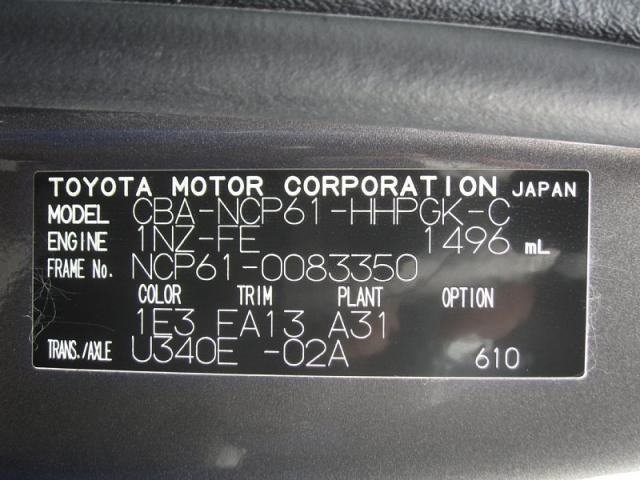 TOYOTA MOTOR CORPORATION JAPAN
MODEL CBA-NCP61-HHPGK-C
ENGINE 1NZ-FE 1496 mL
FRAME No. NCP61-0083350
COLOR TRIM PLANT OPTION
1E3 FA13 A31
TRANS./AXLE U340E -02A 610